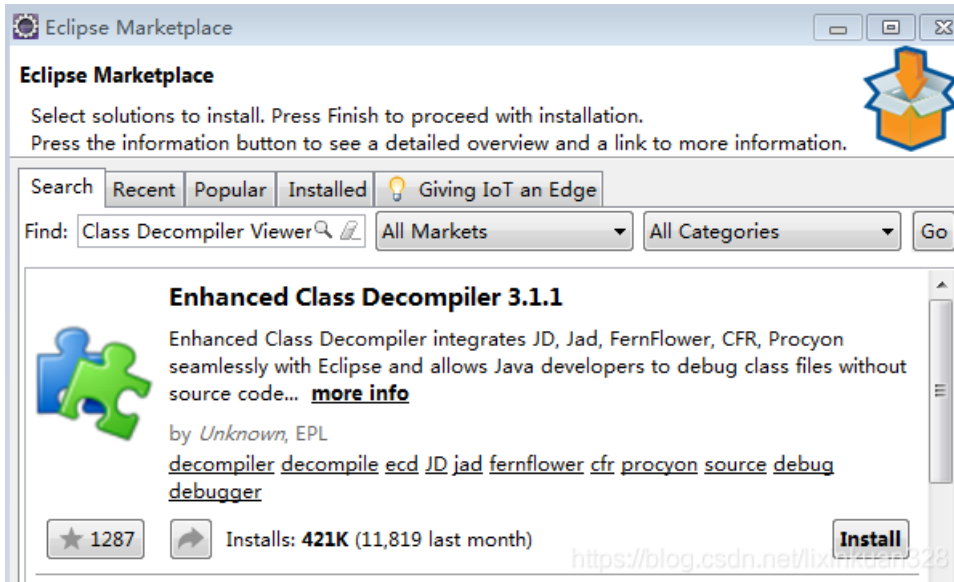 Eclipse Marketplace
Eclipse Marketplace
Select solutions to install. Press Finish to proceed with installation.
Press the information button to see a detailed overview and a link to more information.
Search Recent Popular Installed Giving IoT an Edge
Find: Class Decompiler Viewer All Markets All Categories Go
Enhanced Class Decompiler 3.1.1
Enhanced Class Decompiler integrates JD, Jad, FernFlower, CFR, Procyon
seamlessly with Eclipse and allows Java developers to debug class files without
source code... more info
by Unknown, EPL
decompiler decompile ecd JD jad fernflower cfr procyon source debug
debugger
1287 Installs: 421K (11,819 last month) Install
https://blog.csdn.net/lixinkuan328